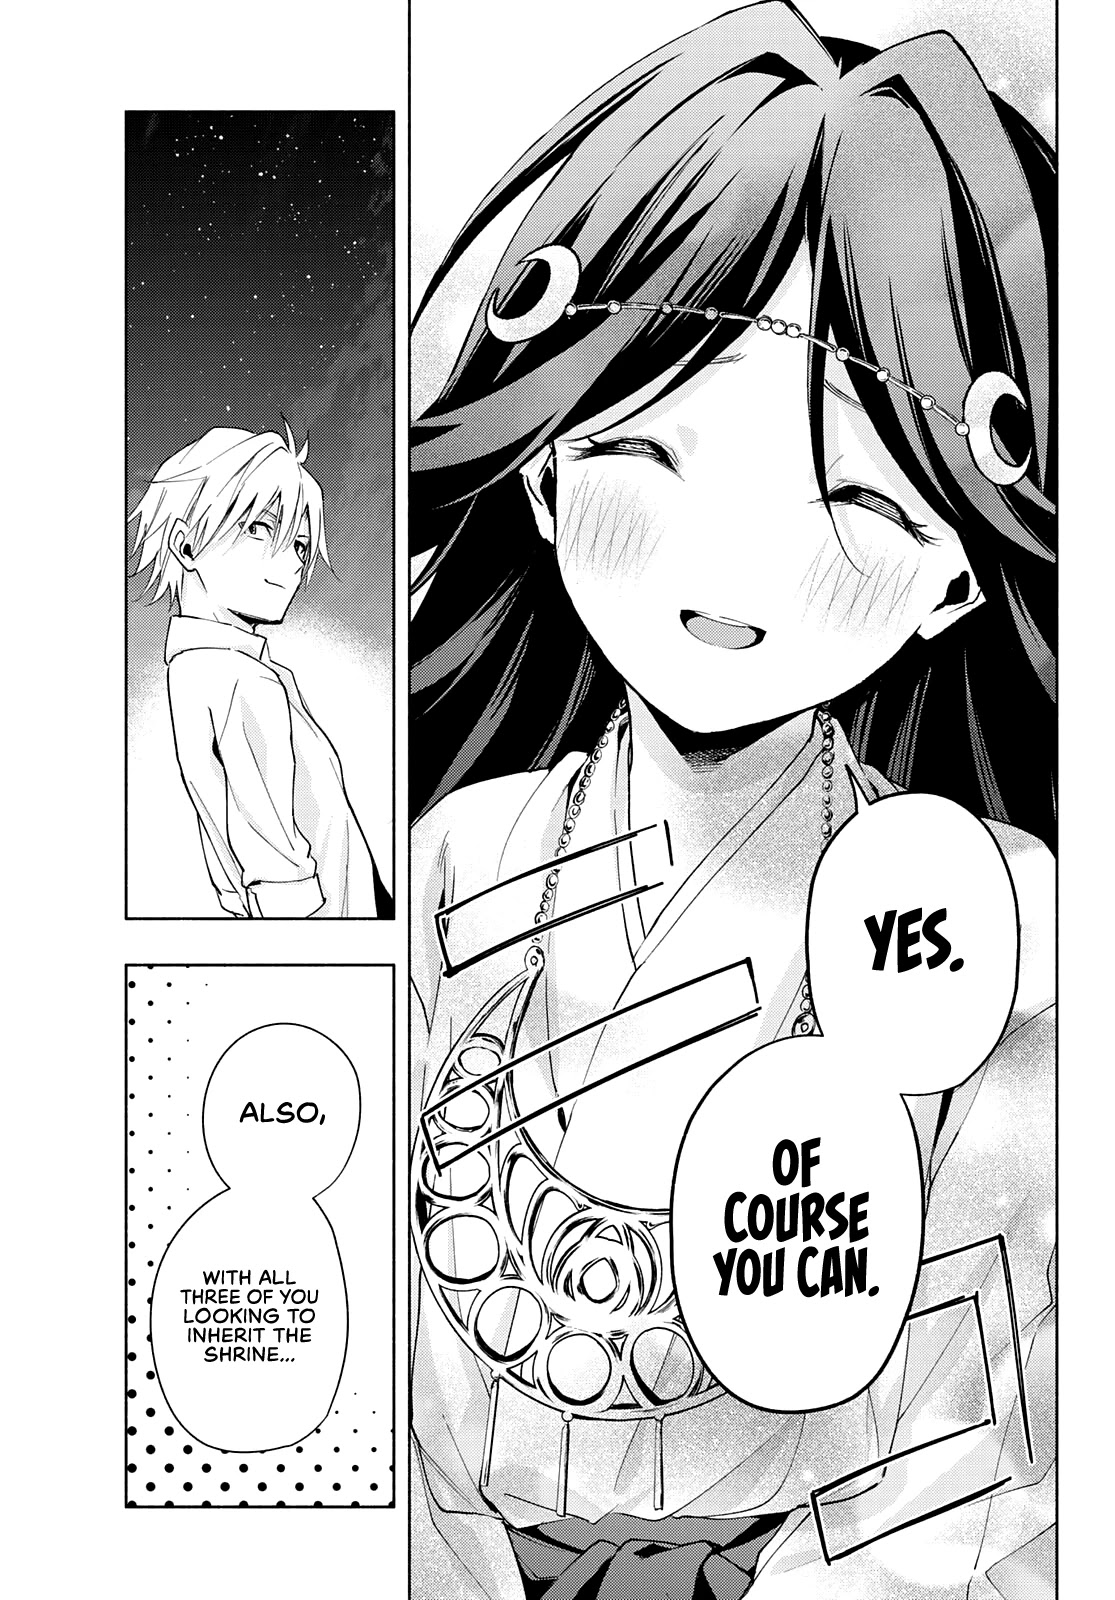 YES.
OF
COURSE
YOU CAN.
ALSO,
WITH ALL
THREE OF YOU
LOOKING TO
INHERIT THE
SHRINE...